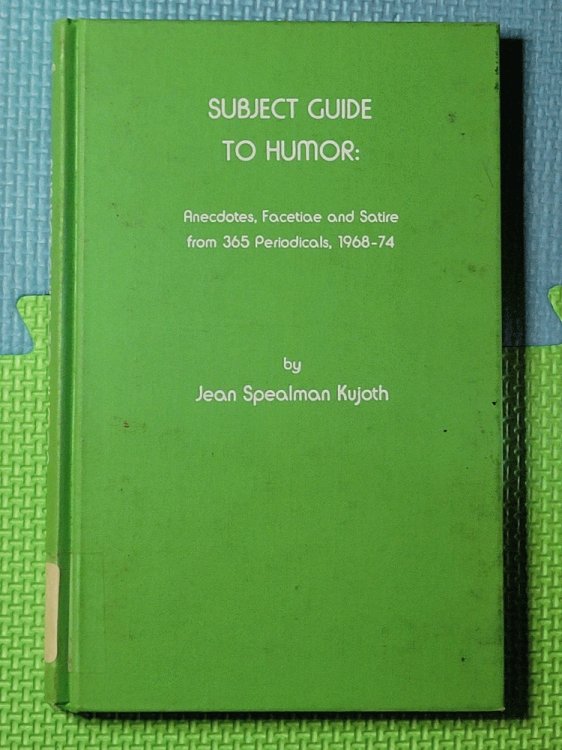 SUBJECT GUIDE
TO HUMOR:
Anecdotes, Facetiae and Satire
from 365 Periodicals, 1968-74
by
Jean Spealman Kujoth